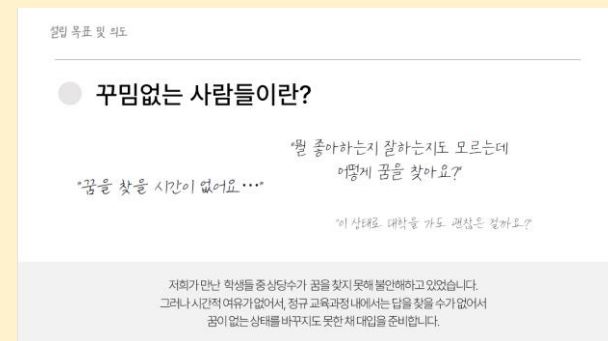 설립 목표 및 의도
꾸밈없는 사람들이란?
"뭘 좋아하는지 잘하는지도 모르는데
어떻게 꿈을 찾아요?"
"꿈을 찾을 시간이 없어요···"
"이 상태로 대학을 가도 괜찮은 걸까요?"
저희가 만난 학생들 중 상당수가 꿈을 찾지 못해 불안해하고 있었습니다.
그러나 시간적 여유가 없어서, 정규 교육과정 내에서는 답을 찾을 수가 없어서
꿈이 없는 상태를 바꾸지도 못한 채 대입을 준비합니다.